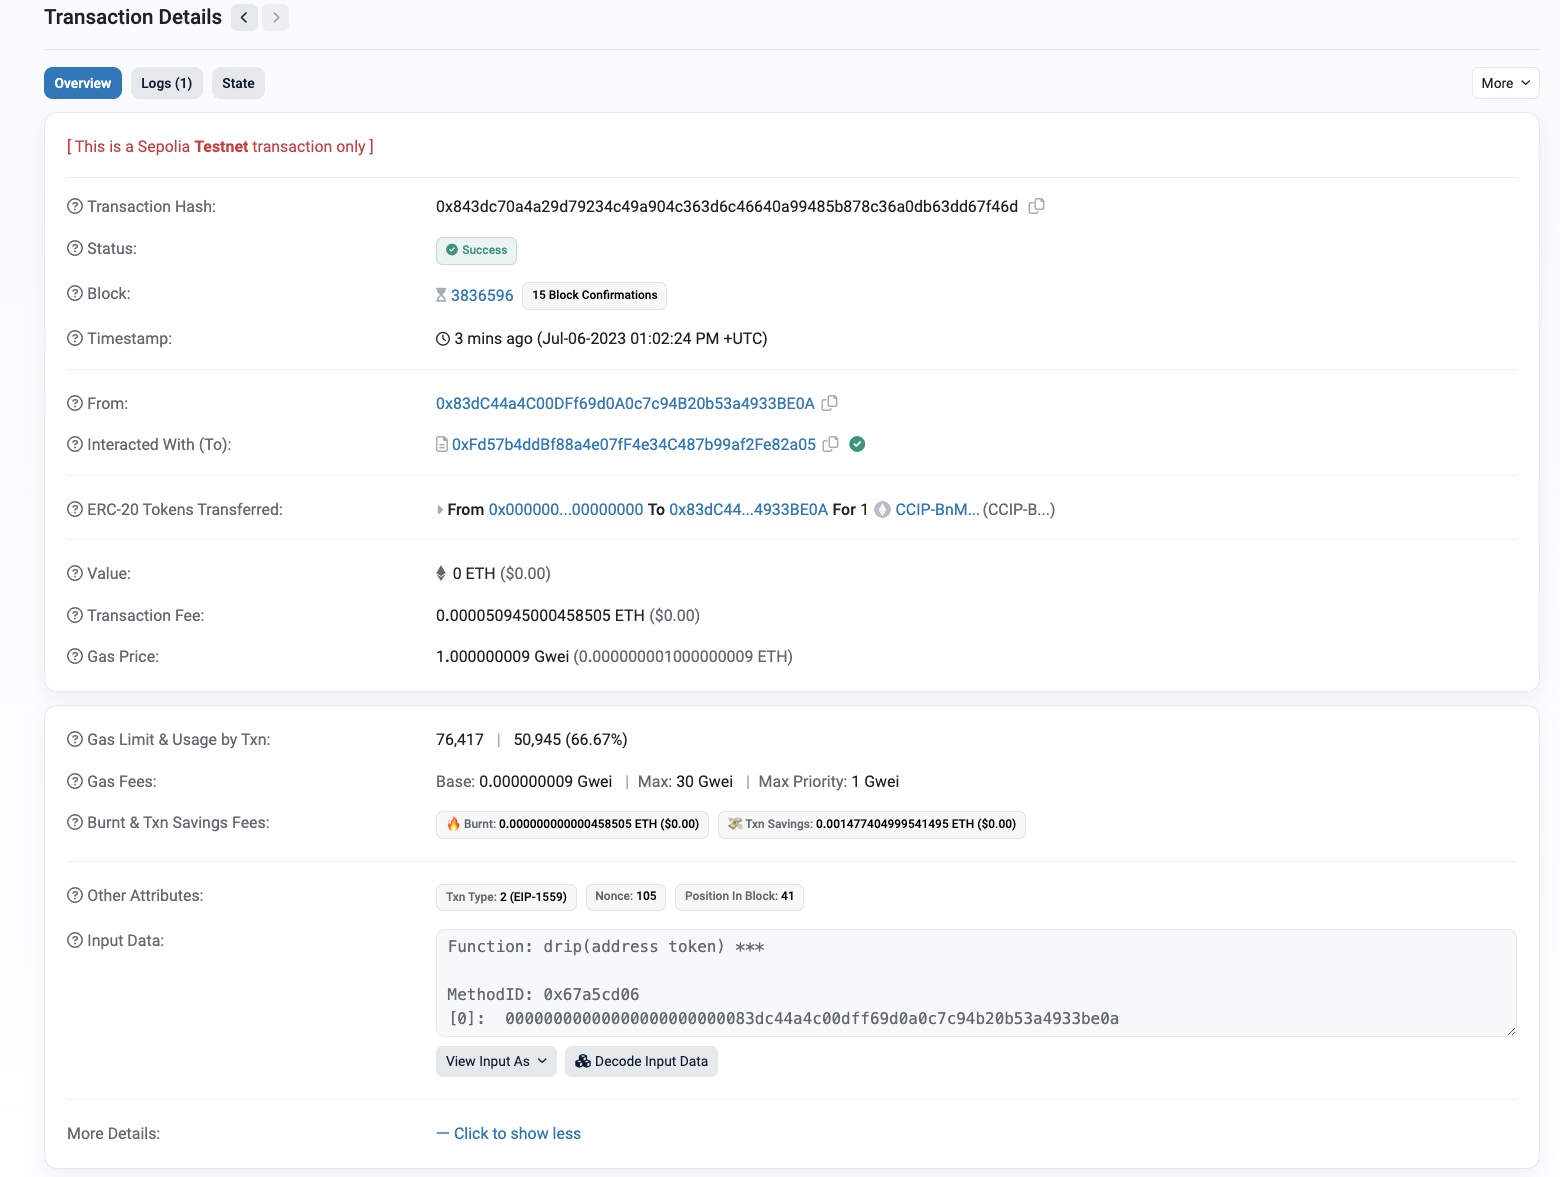 Transaction Details
Overview Logs (1) State More
[ This is a Sepolia Testnet transaction only ]
Transaction Hash: 0x843dc70a4a29d79234c49a904c363d6c46640a99485b878c36a0db63dd67f46d
Status: Success
Block: 3836596 15 Block Confirmations
Timestamp: 3 mins ago (Jul-06-2023 01:02:24 PM +UTC)
From: 0x83dC44a4C00DFf69d0A0c7c94B20b53a4933BE0A
Interacted With (To): 0xFd57b4ddBf88a4e07fF4e34C487b99af2Fe82a05
ERC-20 Tokens Transferred: From 0x000000...00000000 To 0x83dC44...4933BE0A For 1 CCIP-BnM... (CCIP-B...)
Value: 0 ETH ($0.00)
Transaction Fee: 0.000050945000458505 ETH ($0.00)
Gas Price: 1.000000009 Gwei (0.000000001000000009 ETH)
Gas Limit & Usage by Txn: 76,417 | 50,945 (66.67%)
Gas Fees: Base: 0.000000009 Gwei | Max: 30 Gwei | Max Priority: 1 Gwei
Burnt & Txn Savings Fees: 🔥 Burnt: 0.000000000000458505 ETH ($0.00) 💸 Txn Savings: 0.001477404999541495 ETH ($0.00)
Other Attributes: Txn Type: 2 (EIP-1559) Nonce: 105 Position In Block: 41
Input Data: Function: drip(address token) ***
MethodID: 0x67a5cd06
[0]: 00000000000000000000000083dc44a4c00dff69d0a0c7c94b20b53a4933be0a
View Input As Decode Input Data
More Details: — Click to show less